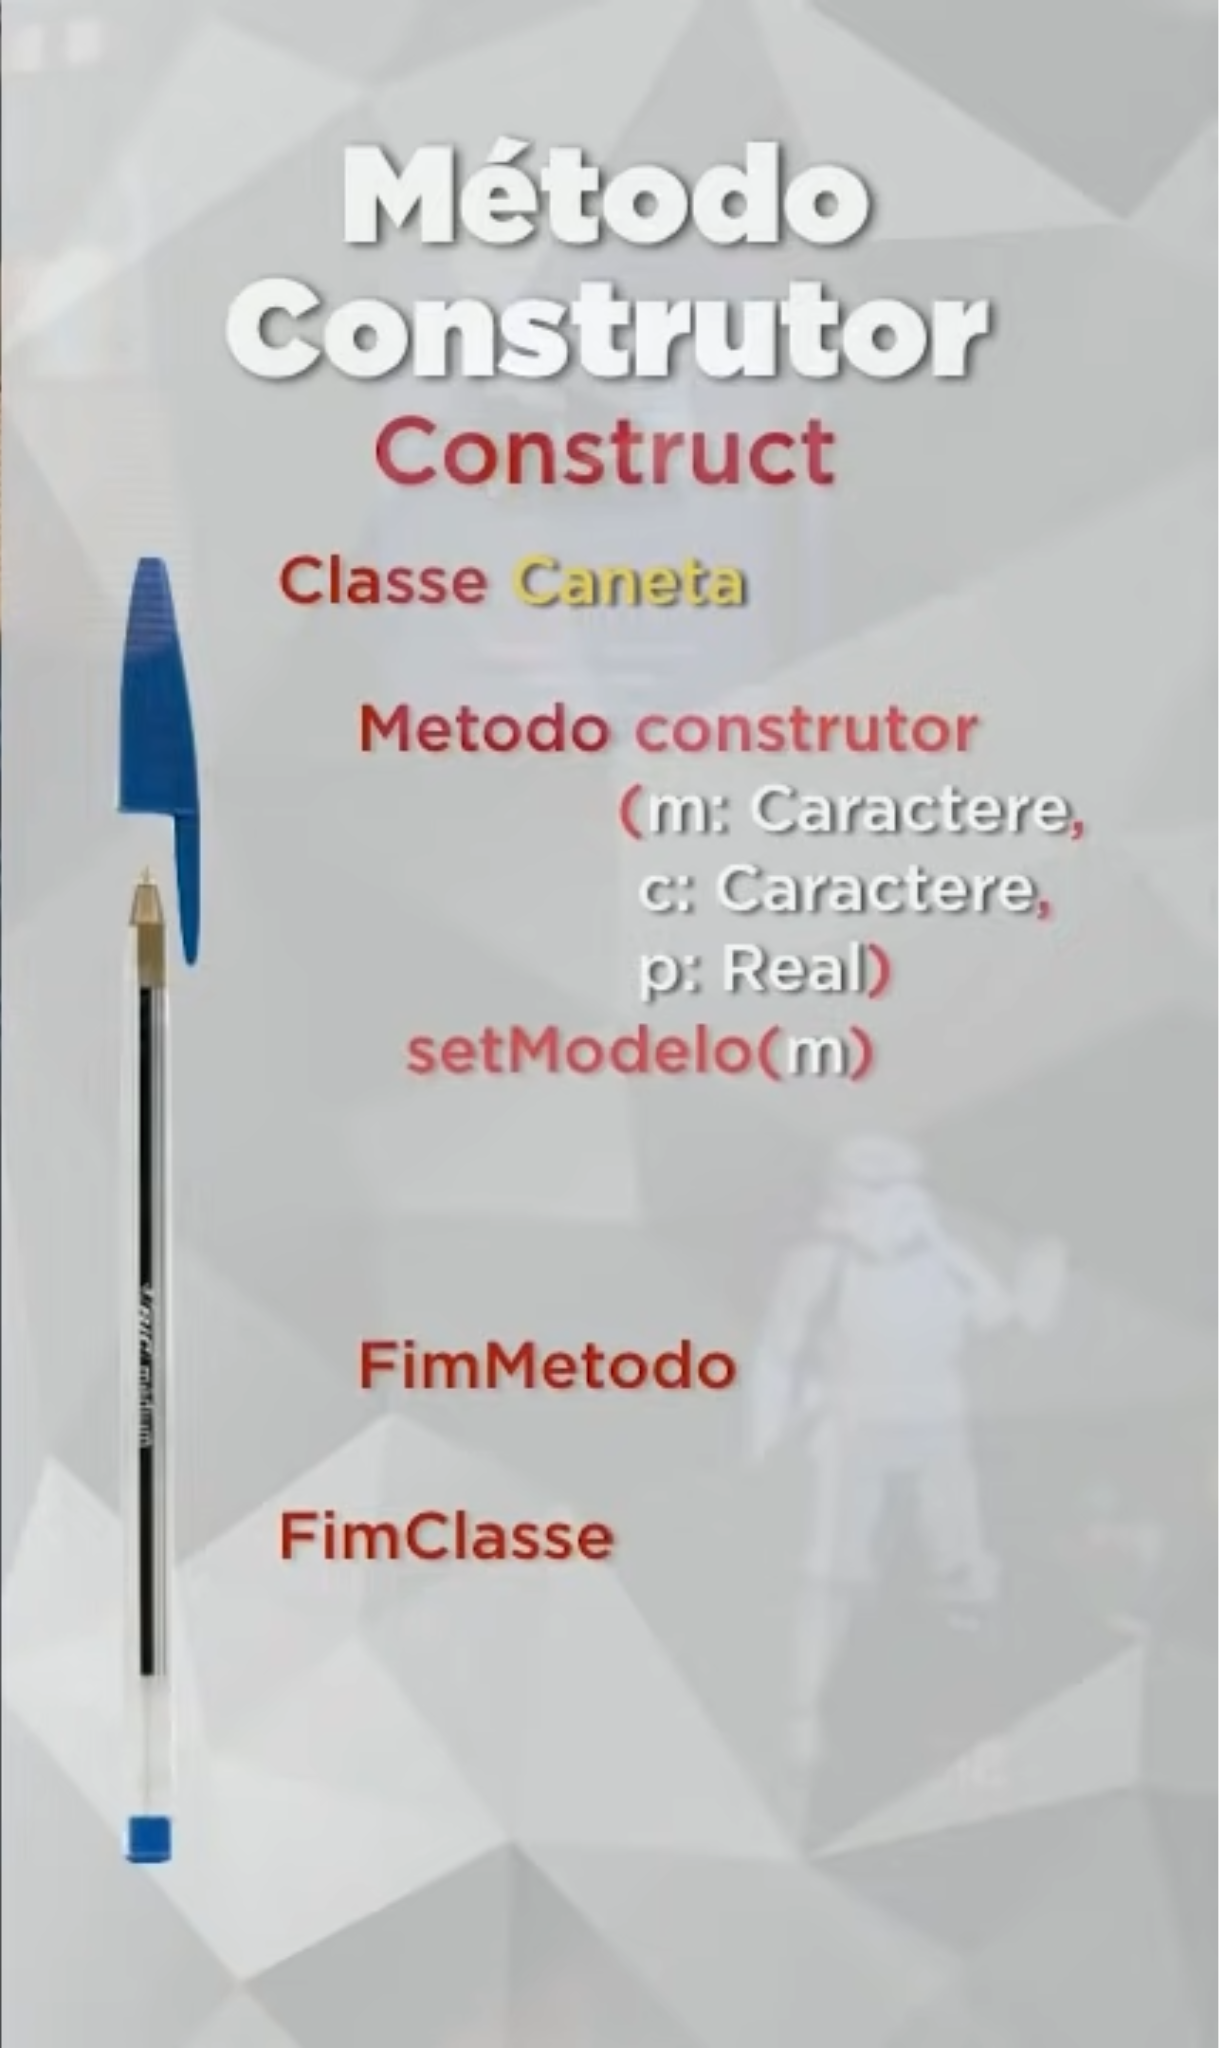 Método
Construtor
Construct
Classe Caneta
Metodo construtor
(m: Caractere,
c: Caractere,
p: Real)
setModelo(m)
FimMetodo
FimClasse